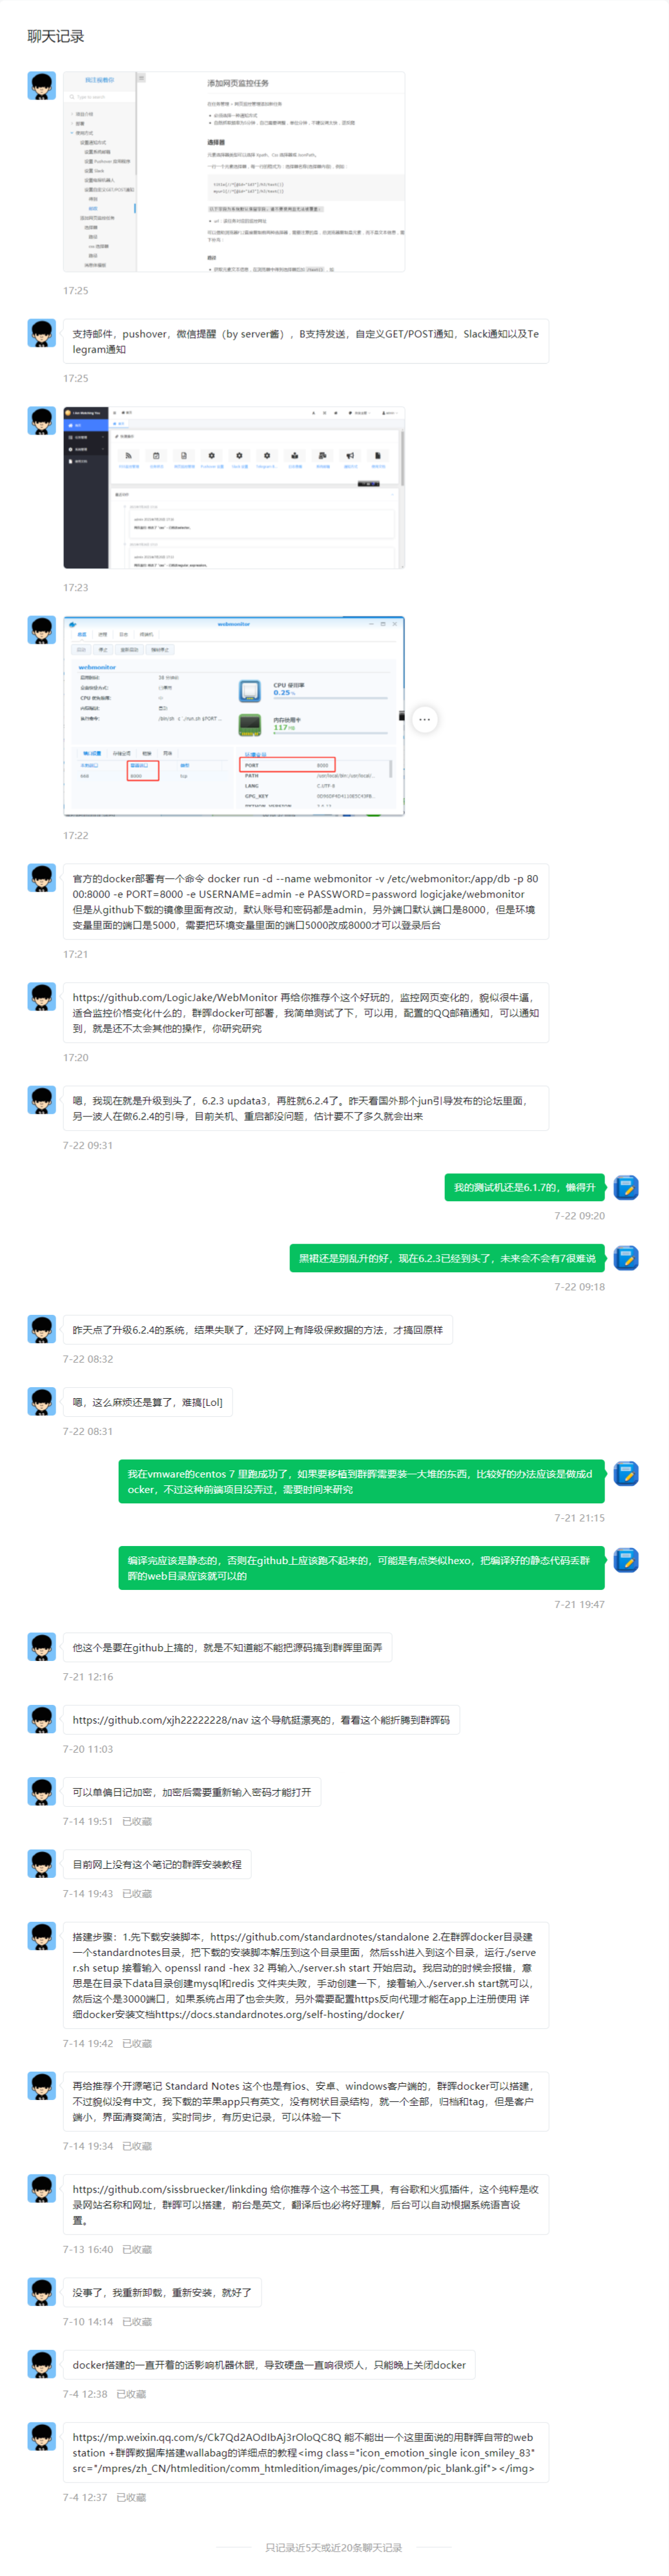 聊天记录
添加网页监控任务
选择器
17:25
支持邮件，pushover，微信提醒（by server酱），B支持发送，自定义GET/POST通知，Slack通知以及Te
legram通知
17:25
17:23
webmonitor
webmonitor
CPU 使用率
0.25
117
PORT
8000
PATH
LANG
C.UTF-8
GPG_KEY
8000
tcp
17:22
官方的docker部署有一个命令 docker run -d --name webmonitor -v /etc/webmonitor:/app/db -p 80
00:8000 -e PORT=8000 -e USERNAME=admin -e PASSWORD=password logicjake/webmonitor
但是从github下载的镜像里面有改动，默认账号和密码都是admin，另外端口默认端口是8000，但是环境
变量里面的端口是5000，需要把环境变量里面的端口5000改成8000才可以登录后台
17:21
https://github.com/LogicJake/WebMonitor 再给你推荐个这个好玩的，监控网页变化的，貌似很牛逼，
适合监控价格变化什么的，群晖docker可部署，我简单测试了下，可以用，配置的QQ邮箱通知，可以通知
到，就是还不太会其他的操作，你研究研究
17:20
嗯，我现在就是升级到头了，6.2.3 updata3，再胜就6.2.4了。昨天看国外那个jun引导发布的论坛里面，
另一波人在做6.2.4的引导，目前关机、重启都没问题，估计要不了多久就会出来
7-22 09:31
我的测试机还是6.1.7的，懒得升
7-22 09:20
黑裙还是别乱升的好，现在6.2.3已经到头了，未来会不会有7很难说
7-22 09:18
昨天点了升级6.2.4的系统，结果失联了，还好网上有降级保数据的方法，才搞回原样
7-22 08:32
嗯，这么麻烦还是算了，难搞[Lol]
7-22 08:31
我在vmware的centos 7 里跑成功了，如果要移植到群晖需要装一大堆的东西，比较好的办法应该是做成d
ocker，不过这种前端项目没弄过，需要时间来研究
7-21 21:15
编译完应该是静态的，否则在github上应该跑不起来的，可能是有点类似hexo，把编译好的静态代码丢群
晖的web目录应该就可以的
7-21 19:47
他这个是要在github上搞的，就是不知道能不能把源码搞到群晖里面弄
7-21 12:16
https://github.com/xjh22222228/nav 这个导航挺漂亮的，看看这个能折腾到群晖码
7-20 11:03
可以单偏日记加密，加密后需要重新输入密码才能打开
7-14 19:51 已收藏
目前网上没有这个笔记的群晖安装教程
7-14 19:43 已收藏
搭建步骤：1.先下载安装脚本，https://github.com/standardnotes/standalone 2.在群晖docker目录建
一个standardnotes目录，把下载的安装脚本解压到这个目录里面，然后ssh进入到这个目录，运行./serve
r.sh setup 接着输入 openssl rand -hex 32 再输入./server.sh start 开始启动。我启动的时候会报错，意
思是在目录下data目录创建mysql和redis 文件夹失败，手动创建一下，接着输入./server.sh start就可以，
然后这个是3000端口，如果系统占用了也会失败，另外需要配置https反向代理才能在app上注册使用 详
细docker安装文档https://docs.standardnotes.org/self-hosting/docker/
7-14 19:42 已收藏
再给推荐个开源笔记 Standard Notes 这个也是有ios、安卓、windows客户端的，群晖docker可以搭建，
不过貌似没有中文，我下载的苹果app只有英文，没有树状目录结构，就一个全部，归档和tag，但是客户
端小，界面清爽简洁，实时同步，有历史记录，可以体验一下
7-14 19:34 已收藏
https://github.com/sissbruecker/linkding 给你推荐个这个书签工具，有谷歌和火狐插件，这个纯粹是收
录网站名称和网址，群晖可以搭建，前台是英文，翻译后也必将好理解，后台可以自动根据系统语言设
置。
7-13 16:40 已收藏
没事了，我重新卸载，重新安装，就好了
7-10 14:14 已收藏
docker搭建的一直开着的话影响机器休眠，导致硬盘一直响很烦人，只能晚上关闭docker
7-4 12:38 已收藏
https://mp.weixin.qq.com/s/Ck7Qd2AOdIbAj3rOloQC8Q 能不能出一个这里面说的用群晖自带的web
station +群晖数据库搭建wallabag的详细点的教程<img class="icon_emotion_single icon_smiley_83"
src="/mpres/zh_CN/htmledition/comm_htmledition/images/pic/common/pic_blank.gif"></img>
7-4 12:37 已收藏
只记录近5天或近20条聊天记录